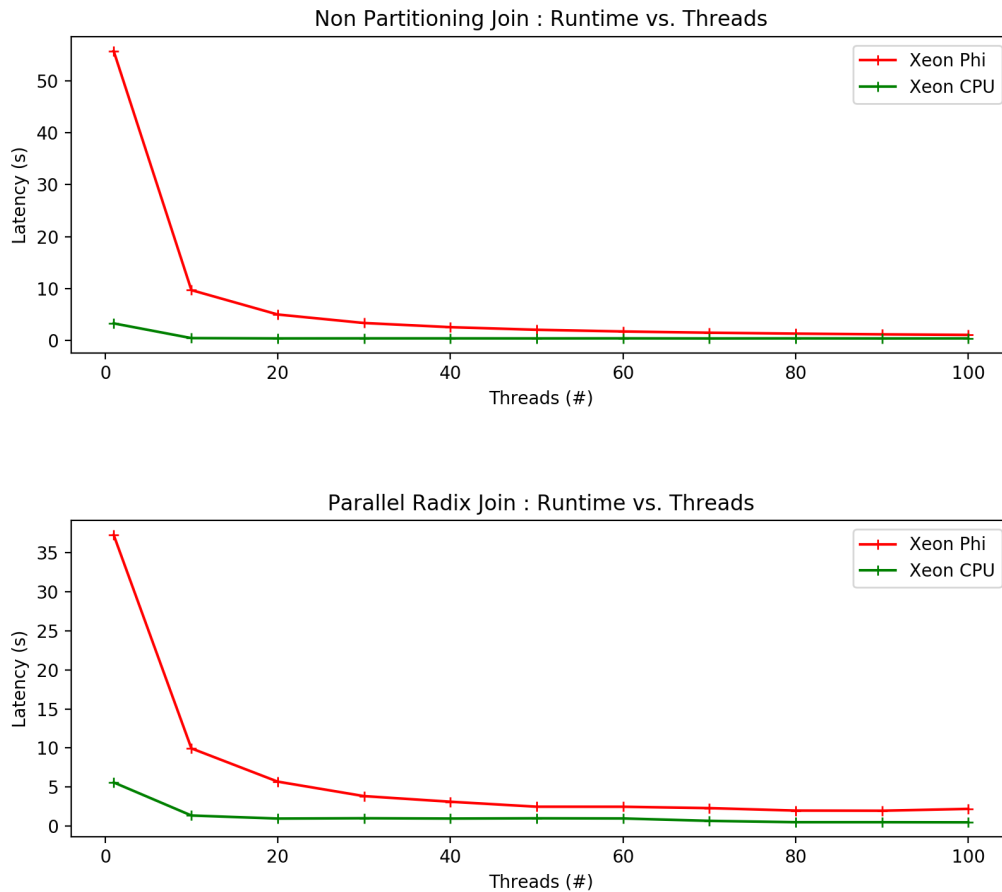 Non Partitioning Join : Runtime vs. Threads
Latency (s)
50
40
30
20
10
0
Xeon Phi
Xeon CPU
0 20 40 60 80 100
Threads (#)
Parallel Radix Join : Runtime vs. Threads
Latency (s)
35
30
25
20
15
10
5
0
Xeon Phi
Xeon CPU
0 20 40 60 80 100
Threads (#)